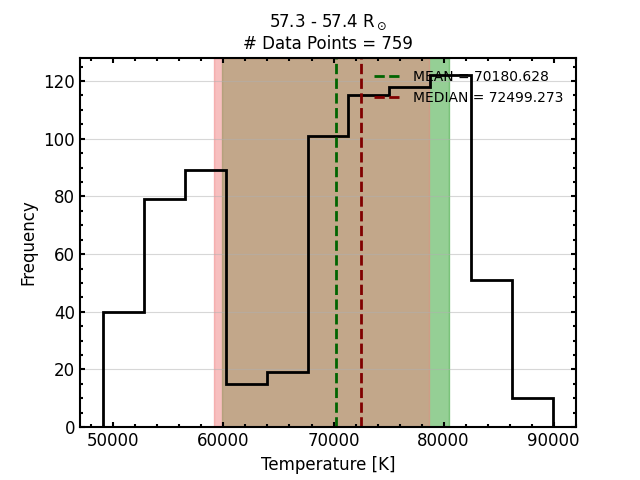 57.3 - 57.4 R⊙
# Data Points = 759
MEAN = 70180.628
MEDIAN = 72499.273
Frequency
120
100
80
60
40
20
0
50000 60000 70000 80000 90000
Temperature [K]